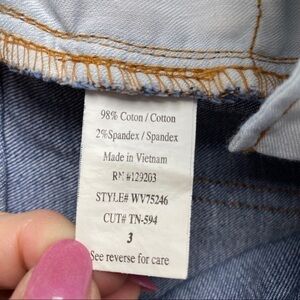 98% Coton / Cotton
2%Spandex / Spandex
Made in Vietnam
RN#129203
STYLE# WV75246
CUT# TN-594
3
See reverse for care